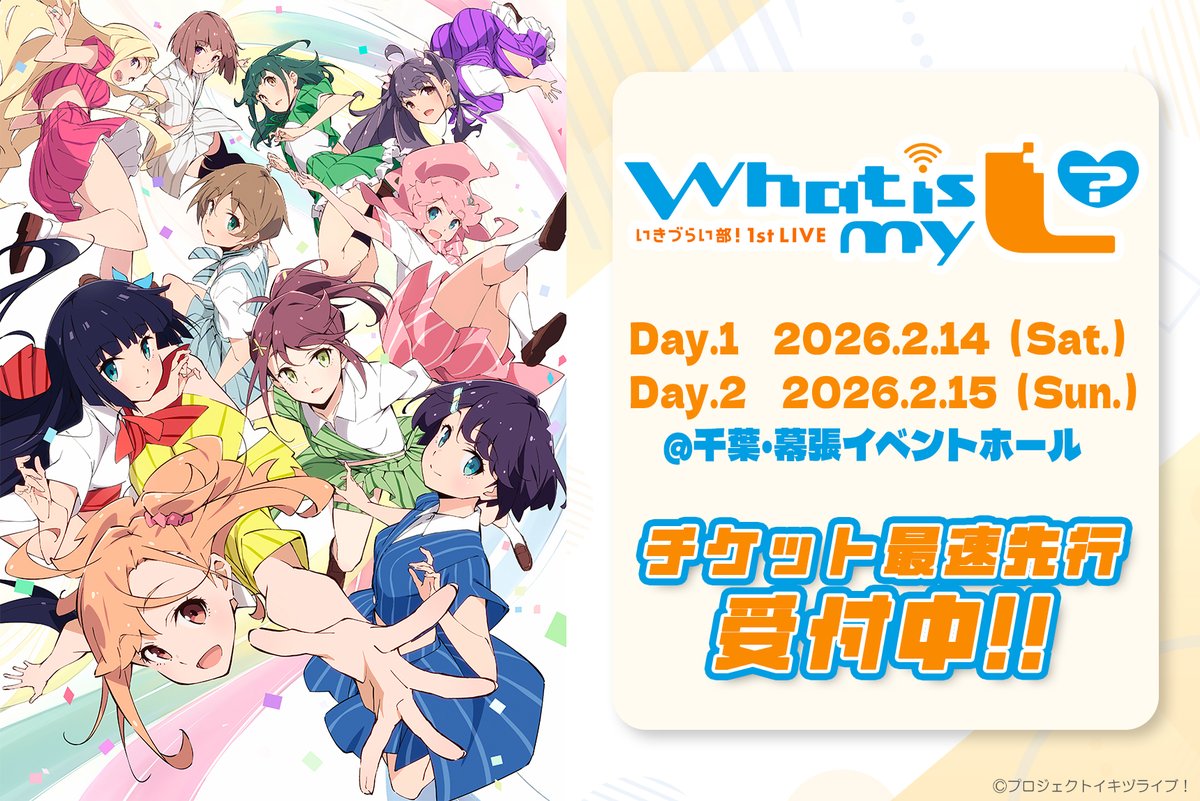 What is my L ?
いきづらい部! 1st LIVE
Day.1 2026.2.14 (Sat.)
Day.2 2026.2.15 (Sun.)
@千葉・幕張イベントホール
チケット最速先行
受付中!!
©プロジェクトイキヅライブ!